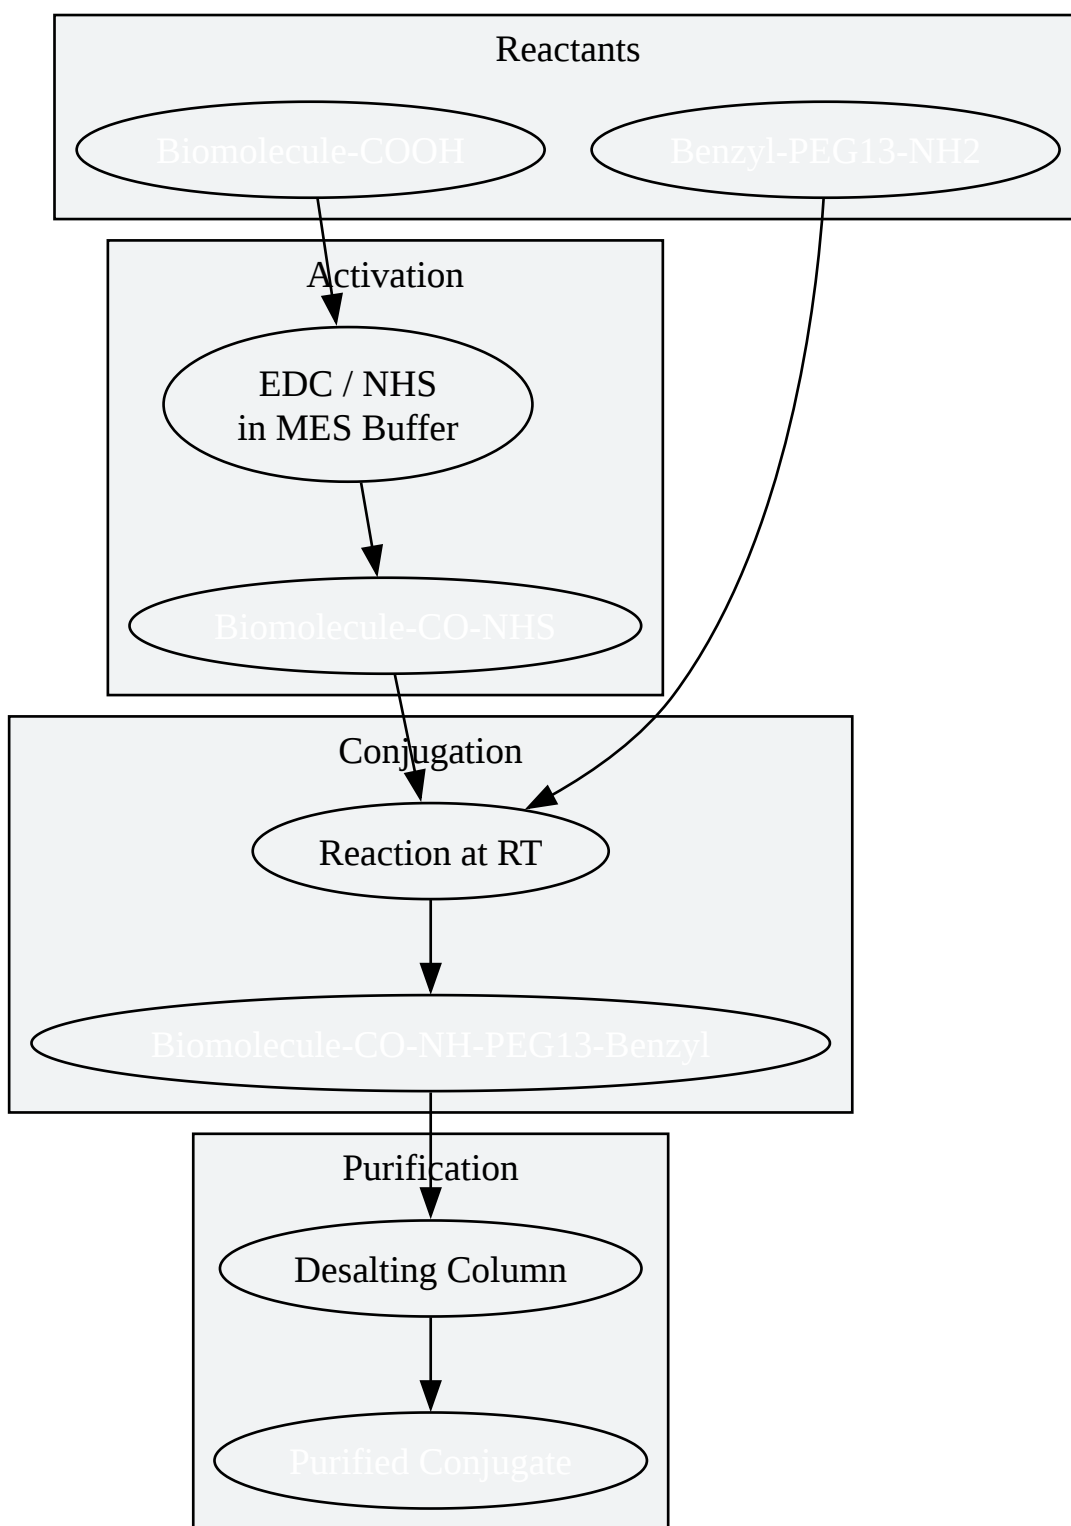 Reactants
Biomolecule-COOH
Benzyl-PEG13-NH2
Activation
EDC / NHS
in MES Buffer
Biomolecule-CO-NHS
Conjugation
Reaction at RT
Biomolecule-CO-NH-PEG13-Benzyl
Purification
Desalting Column
Purified Conjugate